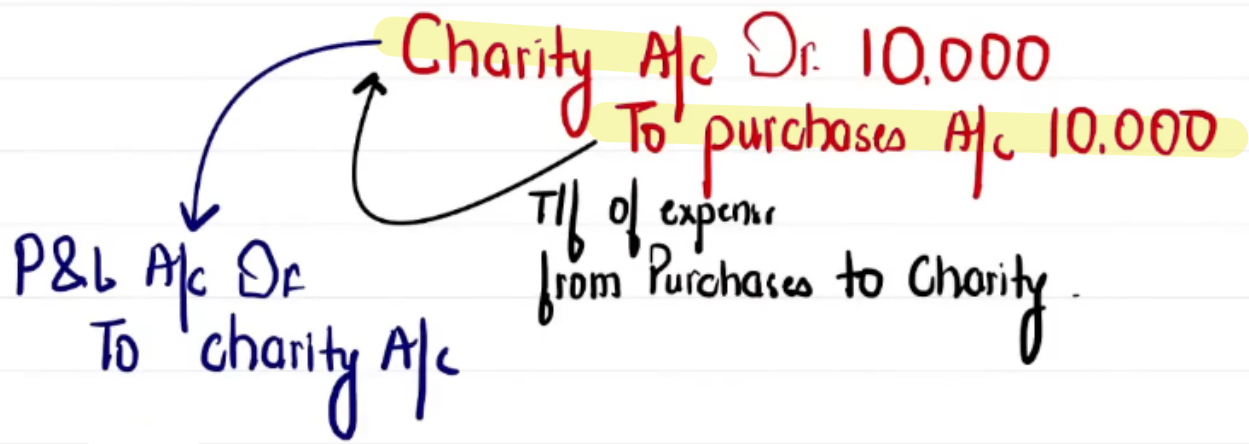 Charity A/c Dr. 10,000
To purchases A/c 10,000
T/f of expense
from Purchases to Charity.
P&L A/c Dr
To charity A/c